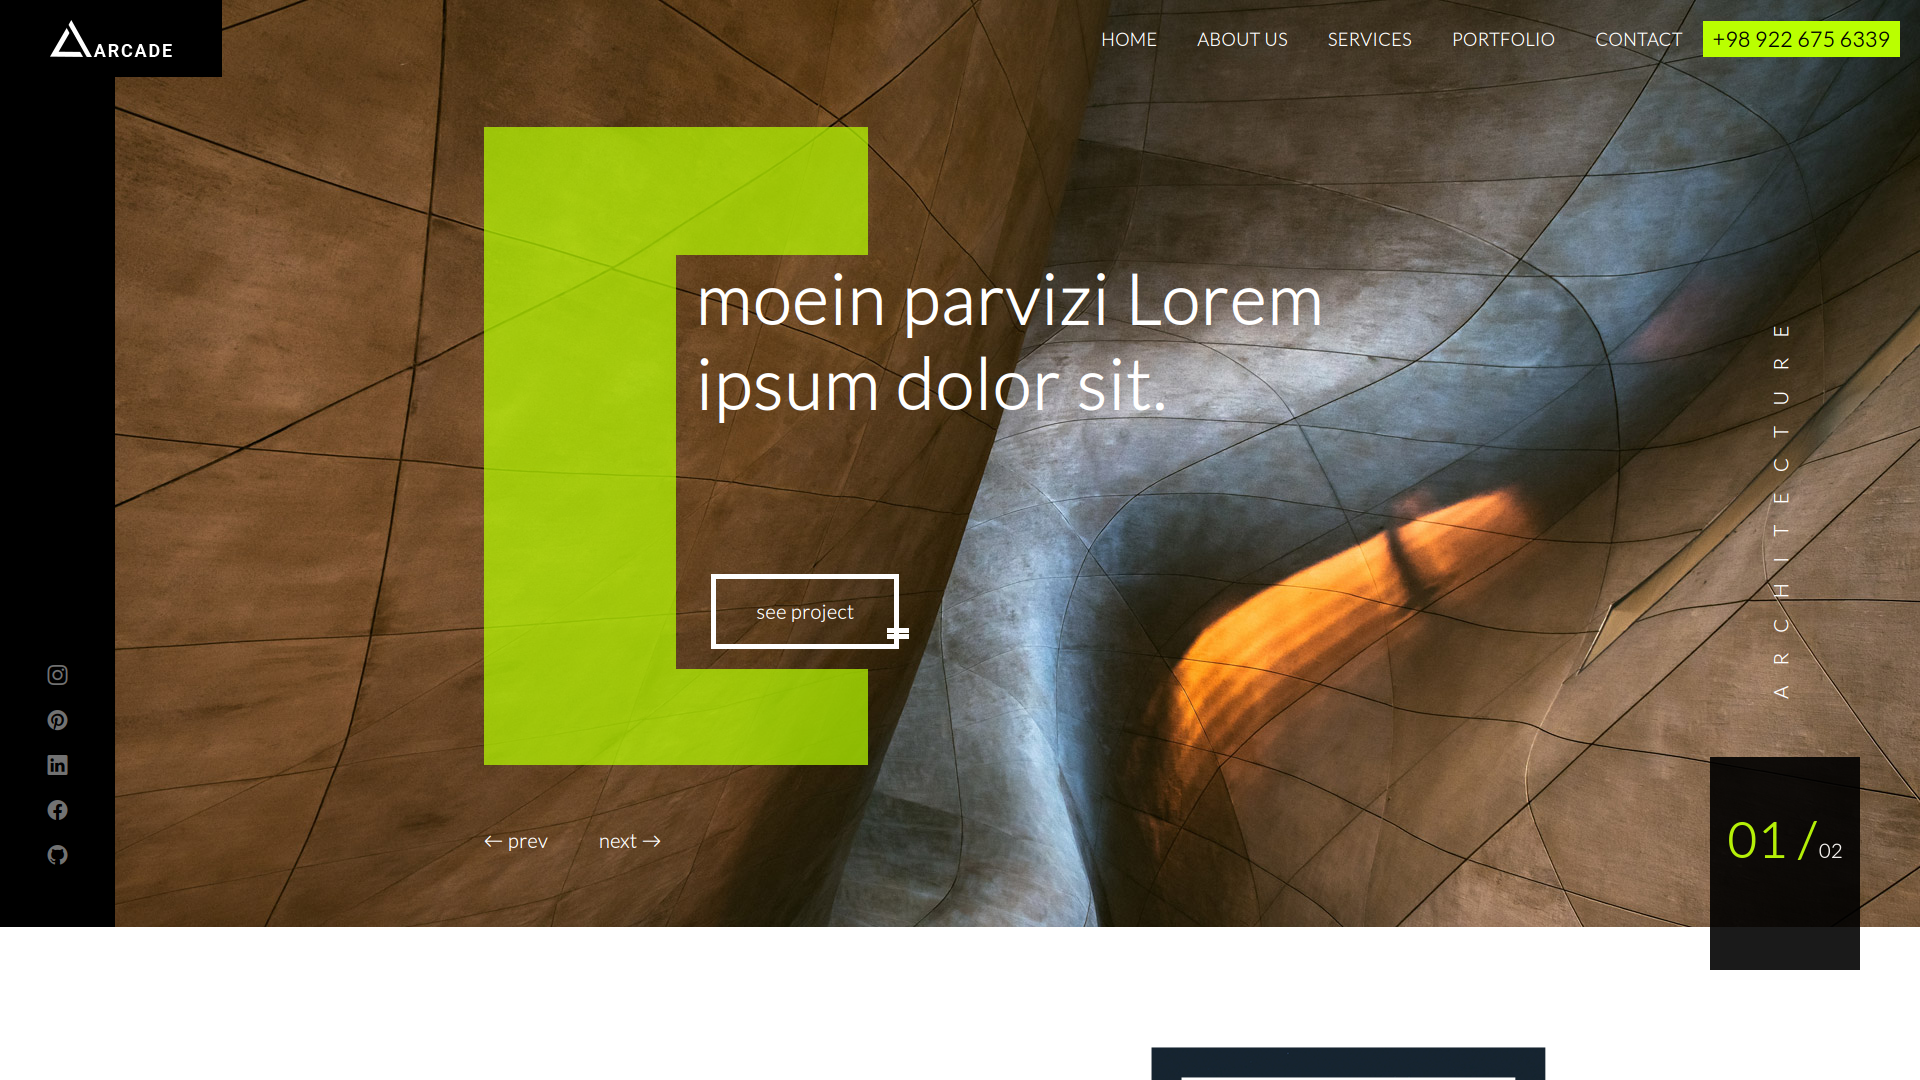 ARCADE
HOME ABOUT US SERVICES PORTFOLIO CONTACT +98 922 675 6339
moein parvizi Lorem
ipsum dolor sit.
see project
← prev next →
ARCHITECTURE
01 / 02